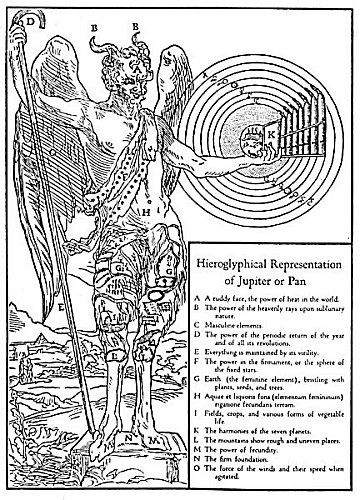 D
B B
K
H
G
G
E
L
L
N M
Hieroglyphical Representation
of Jupiter or Pan
A A ruddy face, the power of heat in the world.
B The power of the heavenly rays upon sublunary
nature.
C Masculine elements.
D The power of the periodic return of the year
and of all its revolutions.
E Everything is maintained by its virility.
F The power in the firmament, or the sphere of
the fixed stars.
G Earth (the feminine element), bristling with
plants, seeds, and trees.
H Aquae et fons (elementum femininum)
rigatione fecundans terram.
I Fields, crops, and various forms of vegetable
life.
K The harmonies of the seven planets.
L The mountains show rough and uneven places.
M The power of fecundity.
N The firm foundation.
O The force of the winds and their speed when
agitated.